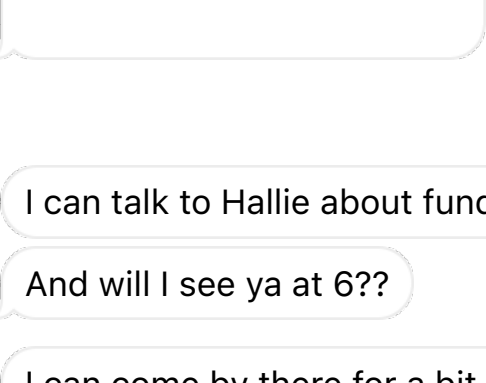 I can talk to Hallie about
And will I see ya at 6??
I can come by there for a bit